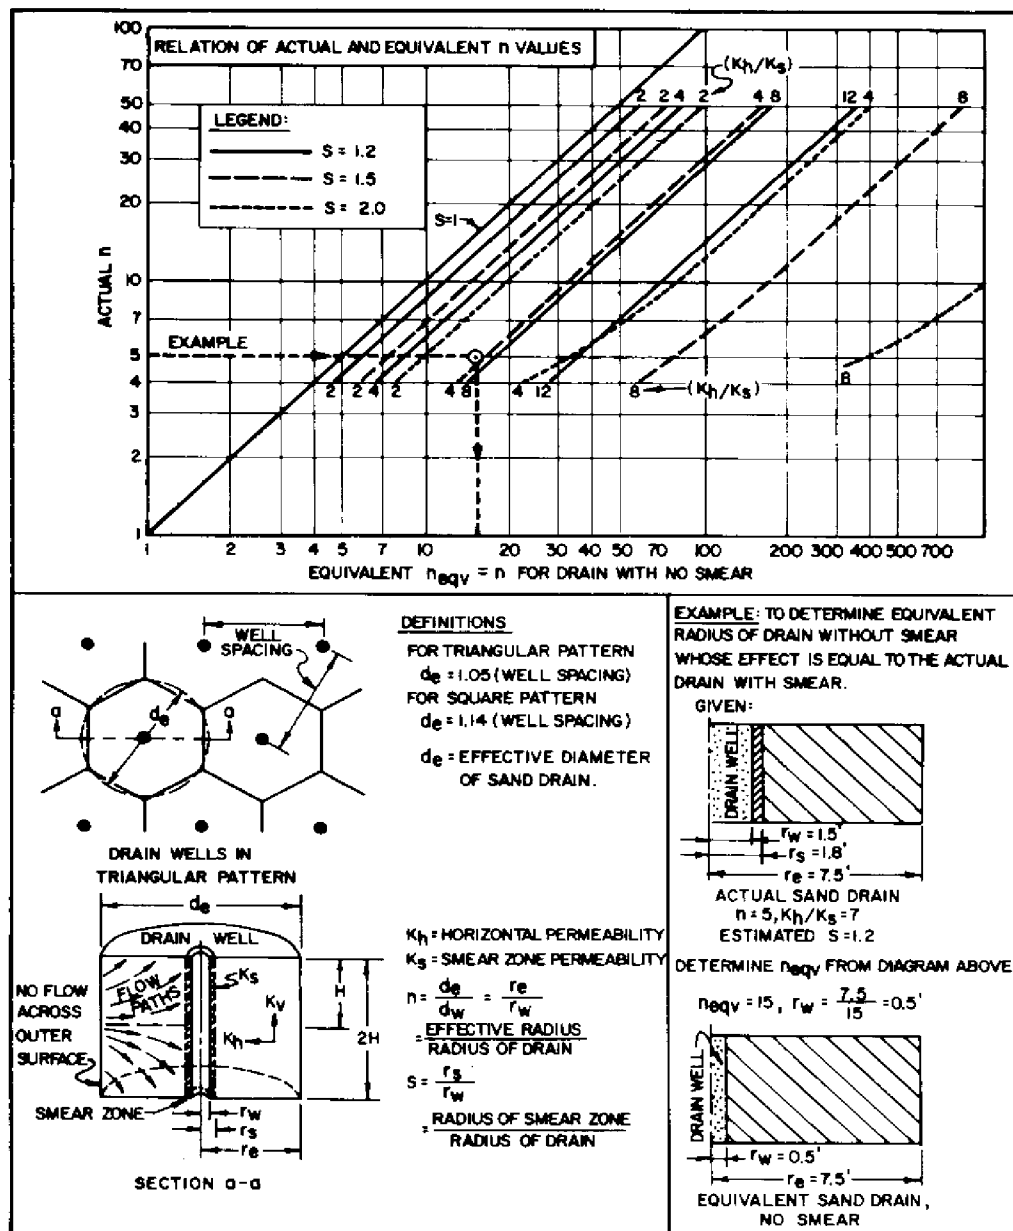 RELATION OF ACTUAL AND EQUIVALENT n VALUES
LEGEND:
S = 1.2
S = 1.5
S = 2.0
(Kh/Ks)
2 2 4 2 4 8 12 4 8
S=1
EXAMPLE
2 2 4 2 4 8 4 12 8 (Kh/Ks) 8
ACTUAL n
100
70
50
40
30
20
10
7
5
4
3
2
1
1 2 3 4 5 7 10 20 30 40 50 70 100 200 300 400 500 700
EQUIVALENT neqv = n FOR DRAIN WITH NO SMEAR
WELL
SPACING
de
a a
DRAIN WELLS IN
TRIANGULAR PATTERN
de
DRAIN WELL
FLOW
PATHS
Ks
Kv
Kh
H
2H
NO FLOW
ACROSS
OUTER
SURFACE
SMEAR ZONE
rw
rs
re
SECTION a-a
DEFINITIONS
FOR TRIANGULAR PATTERN
de = 1.05 (WELL SPACING)
FOR SQUARE PATTERN
de = 1.14 (WELL SPACING)
de = EFFECTIVE DIAMETER
OF SAND DRAIN.
Kh = HORIZONTAL PERMEABILITY
Ks = SMEAR ZONE PERMEABILITY
n = de/dw = re/rw
= EFFECTIVE RADIUS
RADIUS OF DRAIN
S = rs/rw
= RADIUS OF SMEAR ZONE
RADIUS OF DRAIN
EXAMPLE: TO DETERMINE EQUIVALENT
RADIUS OF DRAIN WITHOUT SMEAR
WHOSE EFFECT IS EQUAL TO THE ACTUAL
DRAIN WITH SMEAR.
GIVEN:
DRAIN WELL
rw = 1.5'
rs = 1.8'
re = 7.5'
ACTUAL SAND DRAIN
n = 5, Kh/Ks = 7
ESTIMATED S = 1.2
DETERMINE neqv FROM DIAGRAM ABOVE
neqv = 15, rw = 7.5/15 = 0.5'
DRAIN WELL
rw = 0.5'
re = 7.5'
EQUIVALENT SAND DRAIN,
NO SMEAR